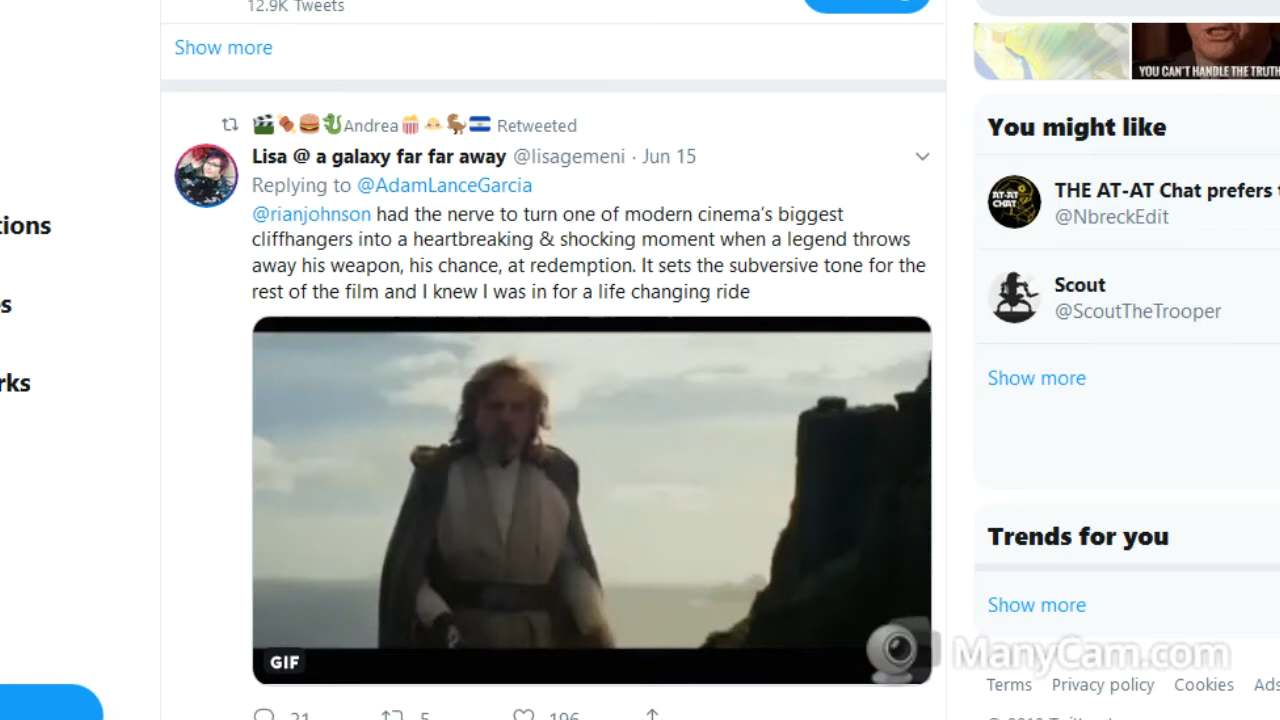 12.9K Tweets
Show more
YOU CAN'T HANDLE THE TRUTH
You might like
Andrea Retweeted
Lisa @ a galaxy far far away @lisagemeni · Jun 15
Replying to @AdamLanceGarcia
@rianjohnson had the nerve to turn one of modern cinema's biggest
cliffhangers into a heartbreaking & shocking moment when a legend throws
away his weapon, his chance, at redemption. It sets the subversive tone for the
rest of the film and I knew I was in for a life changing ride
GIF
21 5 196
tions
s
rks
AT-AT
CHAT
THE AT-AT Chat prefers t
@NbreckEdit
Scout
@ScoutTheTrooper
Show more
Trends for you
Show more
ManyCam.com
Terms Privacy policy Cookies Ads